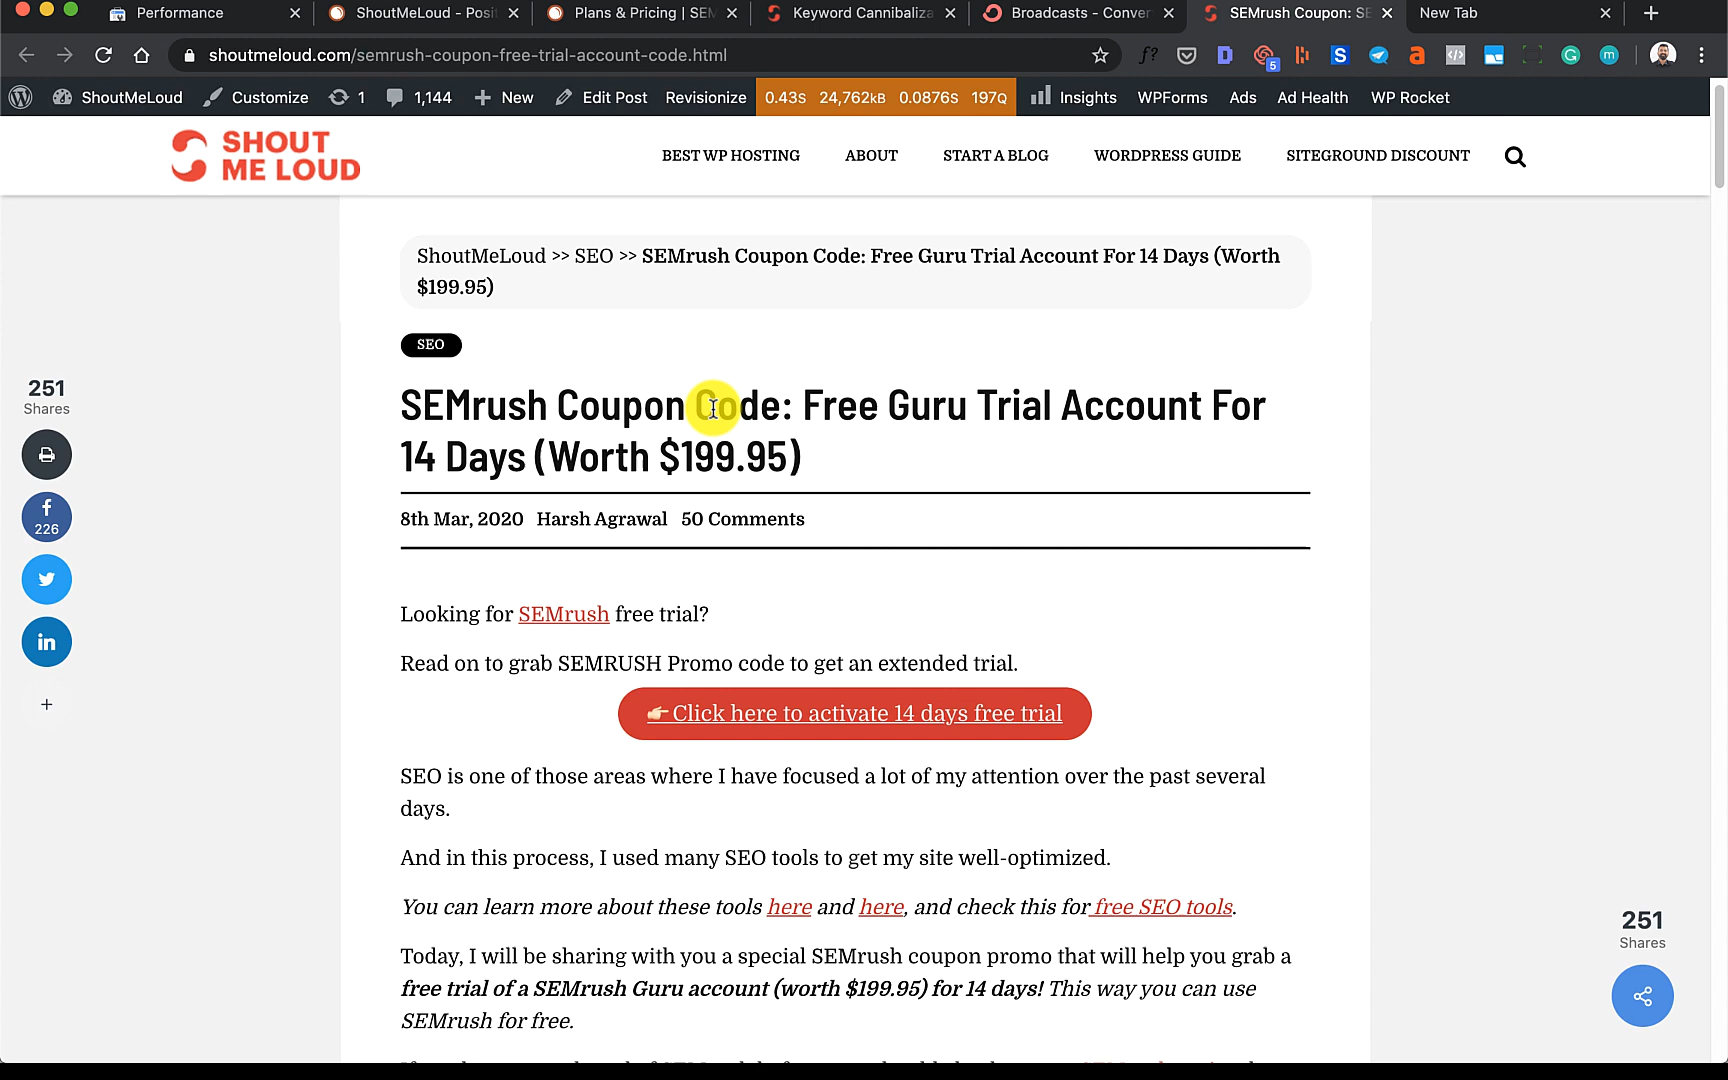 Performance
ShoutMeLoud - Posit
Plans & Pricing | SEM
Keyword Cannibaliza
Broadcasts - Conver
SEMrush Coupon: SE
New Tab
shoutmeloud.com/semrush-coupon-free-trial-account-code.html
f?
D
5
S
a
</>
G
m
ShoutMeLoud
Customize
1
1,144
New
Edit Post
Revisionize
0.43S 24,762KB 0.0876S 197Q
Insights
WPForms
Ads
Ad Health
WP Rocket
SHOUT
ME LOUD
BEST WP HOSTING
ABOUT
START A BLOG
WORDPRESS GUIDE
SITEGROUND DISCOUNT
ShoutMeLoud >> SEO >> SEMrush Coupon Code: Free Guru Trial Account For 14 Days (Worth
$199.95)
SEO
SEMrush Coupon Code: Free Guru Trial Account For
14 Days (Worth $199.95)
8th Mar, 2020 Harsh Agrawal 50 Comments
251
Shares
f
226
in
+
Looking for SEMrush free trial?
Read on to grab SEMRUSH Promo code to get an extended trial.
Click here to activate 14 days free trial
SEO is one of those areas where I have focused a lot of my attention over the past several
days.
And in this process, I used many SEO tools to get my site well-optimized.
You can learn more about these tools here and here, and check this for free SEO tools.
Today, I will be sharing with you a special SEMrush coupon promo that will help you grab a
free trial of a SEMrush Guru account (worth $199.95) for 14 days! This way you can use
SEMrush for free.
251
Shares